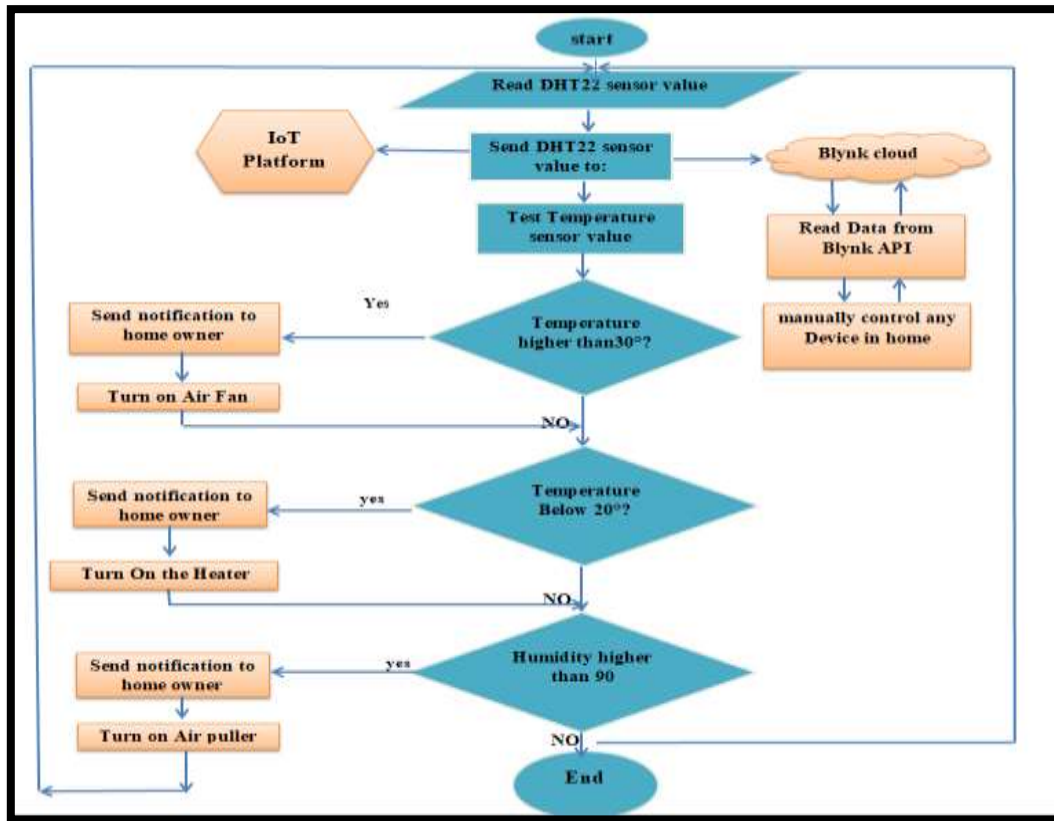 start
Read DHT22 sensor value
IoT
Platform
Send DHT22 sensor
value to:
Blynk cloud
Test Temperature
sensor value
Read Data from
Blynk API
manually control any
Device in home
Yes
Temperature
higher than30°?
Send notification to
home owner
Turn on Air Fan
NO
Temperature
Below 20°?
yes
Send notification to
home owner
Turn On the Heater
NO
Humidity higher
than 90
yes
Send notification to
home owner
Turn on Air puller
NO
End